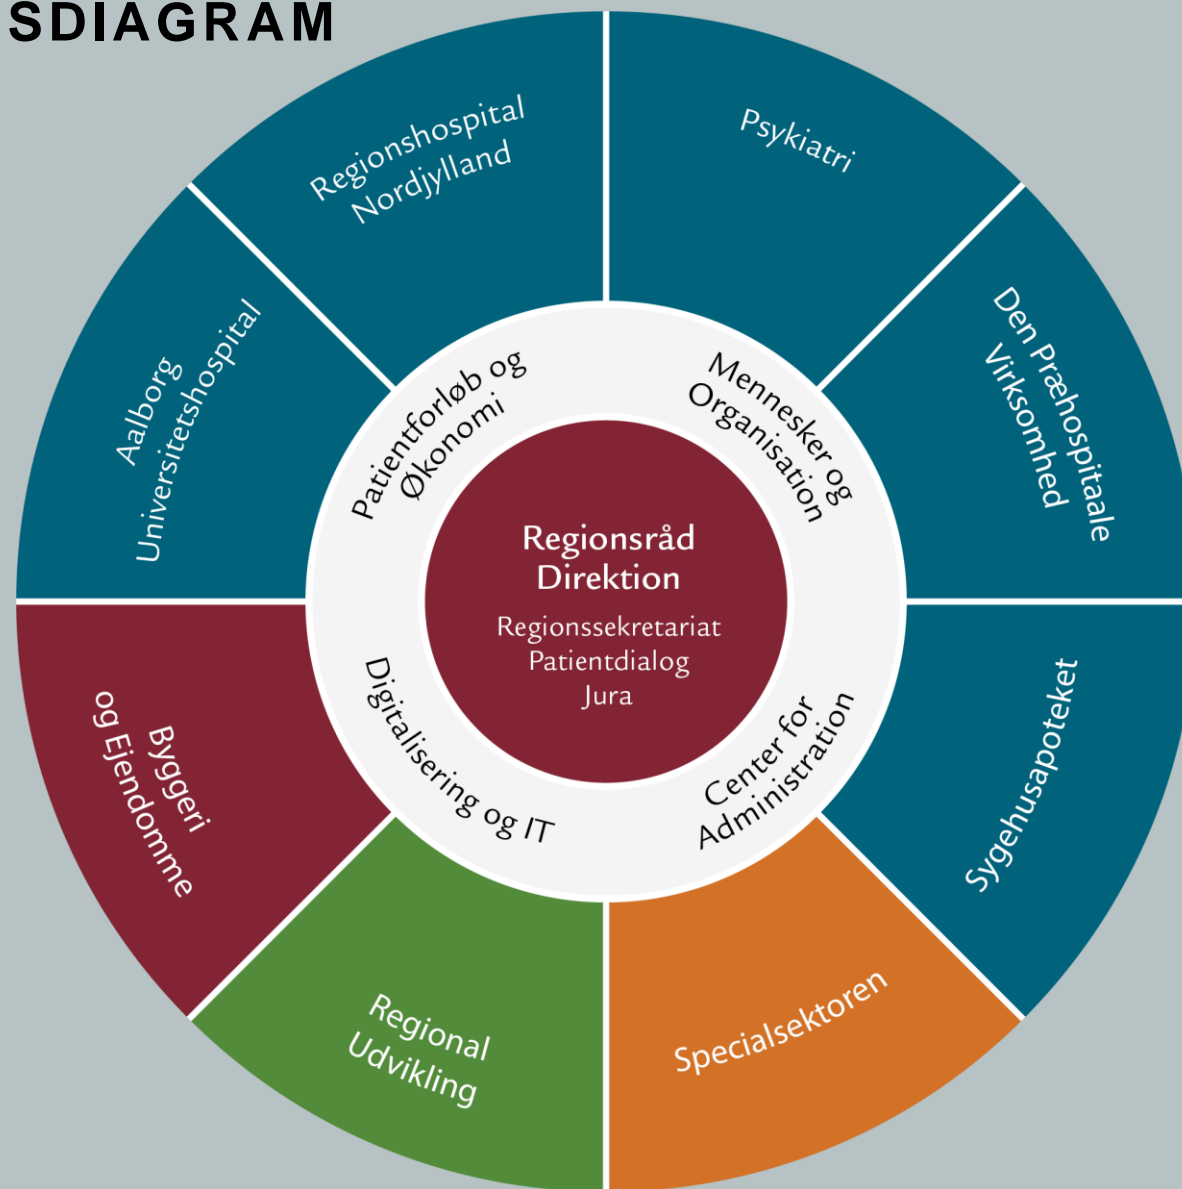 SDIAGRAM
Regionshospital
Nordjylland
Psykiatri
Aalborg
Universitetshospital
Den Præhospitaale
Virksomhed
Patientforløb og
Økonomi
Mennesker og
Organisation
Regionsråd
Direktion
Regionssekretariat
Patientdialog
Jura
Byggeri
og Ejendomme
Digitalisering og IT
Center for
Administration
Sygehusapoteket
Regional
Udvikling
Specialsektoren